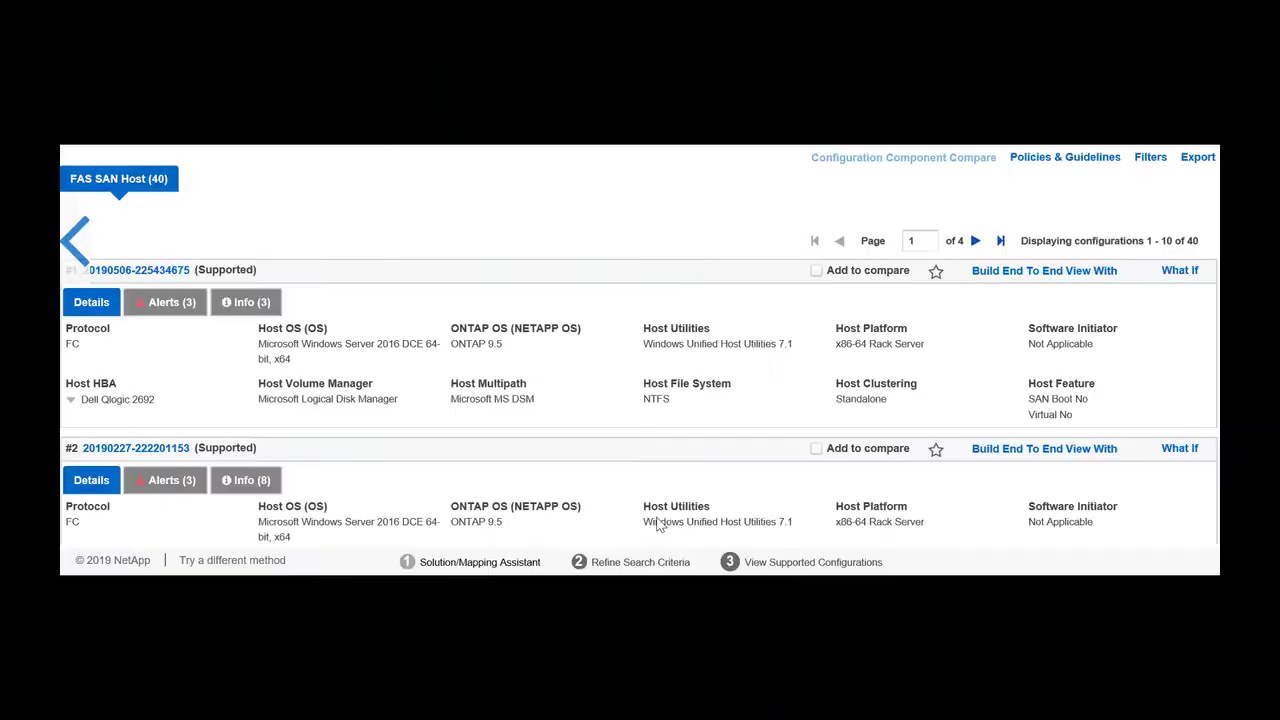 Configuration Component Compare Policies & Guidelines Filters Export
FAS SAN Host (40)
Page 1 of 4 Displaying configurations 1 - 10 of 40
#1 20190506-225434675 (Supported) Add to compare Build End To End View With What If
Details Alerts (3) Info (3)
Protocol Host OS (OS) ONTAP OS (NETAPP OS) Host Utilities Host Platform Software Initiator
FC Microsoft Windows Server 2016 DCE 64- ONTAP 9.5 Windows Unified Host Utilities 7.1 x86-64 Rack Server Not Applicable
bit, x64
Host HBA Host Volume Manager Host Multipath Host File System Host Clustering Host Feature
Dell Qlogic 2692 Microsoft Logical Disk Manager Microsoft MS DSM NTFS Standalone SAN Boot No
Virtual No
#2 20190227-222201153 (Supported) Add to compare Build End To End View With What If
Details Alerts (3) Info (8)
Protocol Host OS (OS) ONTAP OS (NETAPP OS) Host Utilities Host Platform Software Initiator
FC Microsoft Windows Server 2016 DCE 64- ONTAP 9.5 Windows Unified Host Utilities 7.1 x86-64 Rack Server Not Applicable
bit, x64
© 2019 NetApp | Try a different method 1 Solution/Mapping Assistant 2 Refine Search Criteria 3 View Supported Configurations